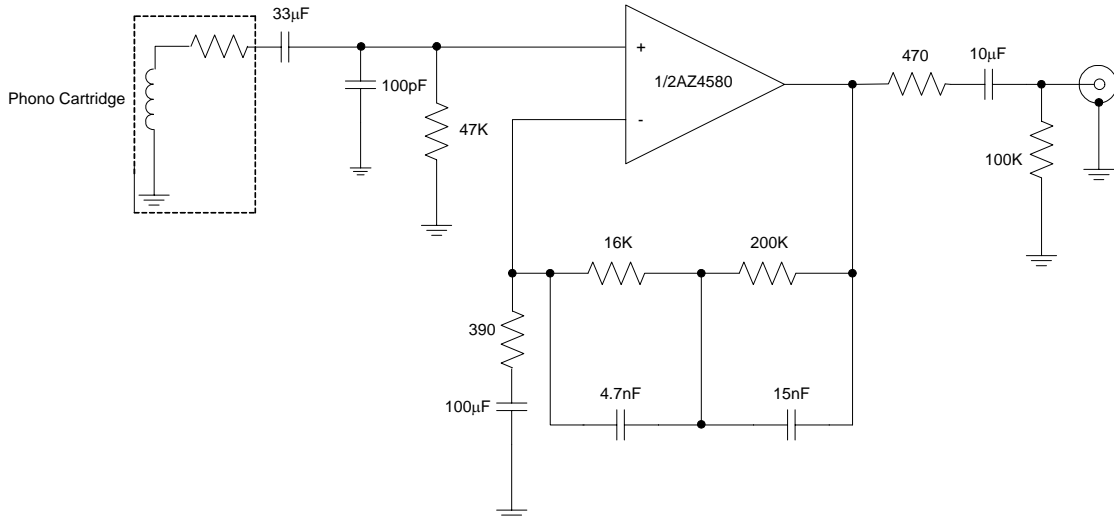 33μF
Phono Cartridge
100pF
47K
+
-
1/2AZ4580
470
10μF
100K
16K
200K
390
100μF
4.7nF
15nF